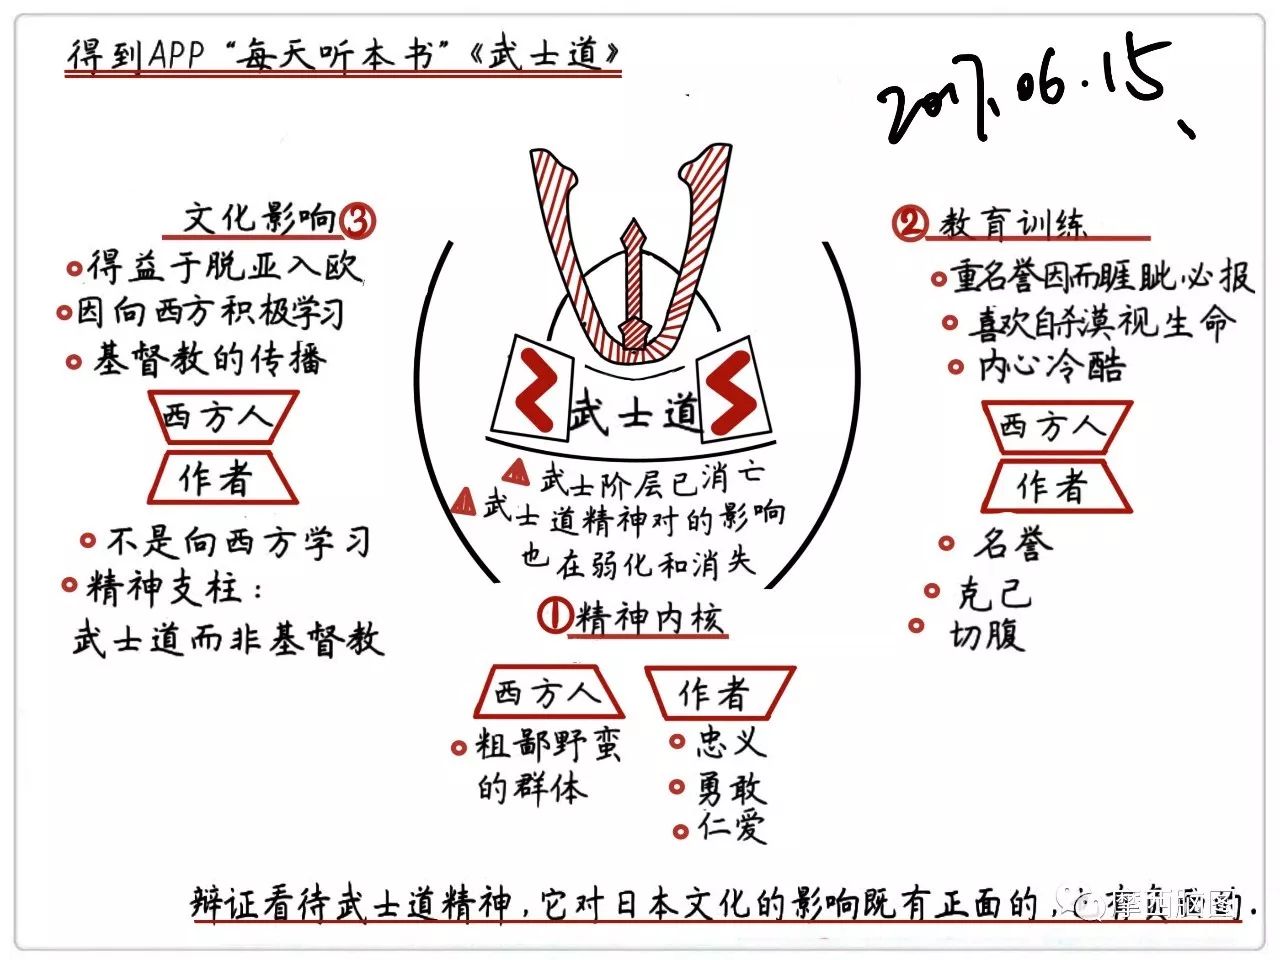 得到APP“每天听本书”《武士道》
2017.06.15
武士道
武士阶层已消亡
武士道精神对的影响
也在弱化和消失
①精神内核
西方人
粗鄙野蛮
的群体
作者
忠义
勇敢
仁爱
②教育训练
重名誉因而睚眦必报
喜欢自杀漠视生命
内心冷酷
西方人
作者
名誉
克己
切腹
文化影响③
得益于脱亚入欧
因向西方积极学习
基督教的传播
西方人
作者
不是向西方学习
精神支柱：
武士道而非基督教
辩证看待武士道精神，它对日本文化的影响既有正面的，也有负面的.
摩西脑图